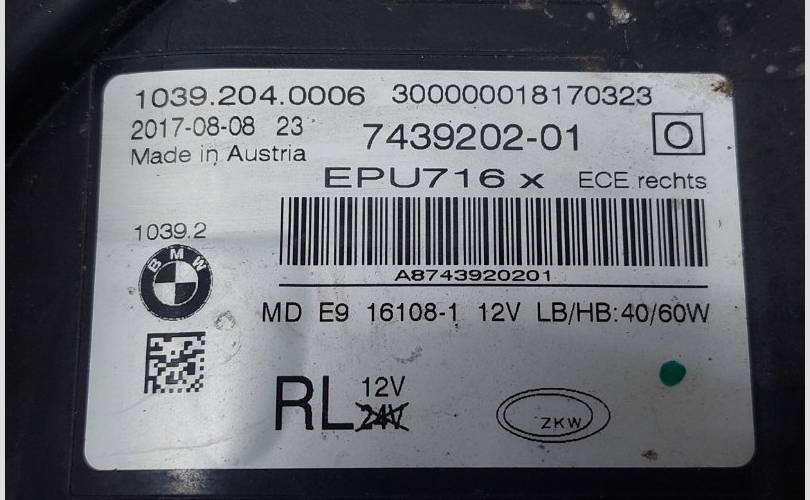 1039.204.0006 300000018170323
2017-08-08 23 7439202-01 O
Made in Austria
EPU716 x ECE rechts
1039.2
A8743920201
BMW
MD E9 16108-1 12V LB/HB:40/60W
RL 12V
24V
ZKW